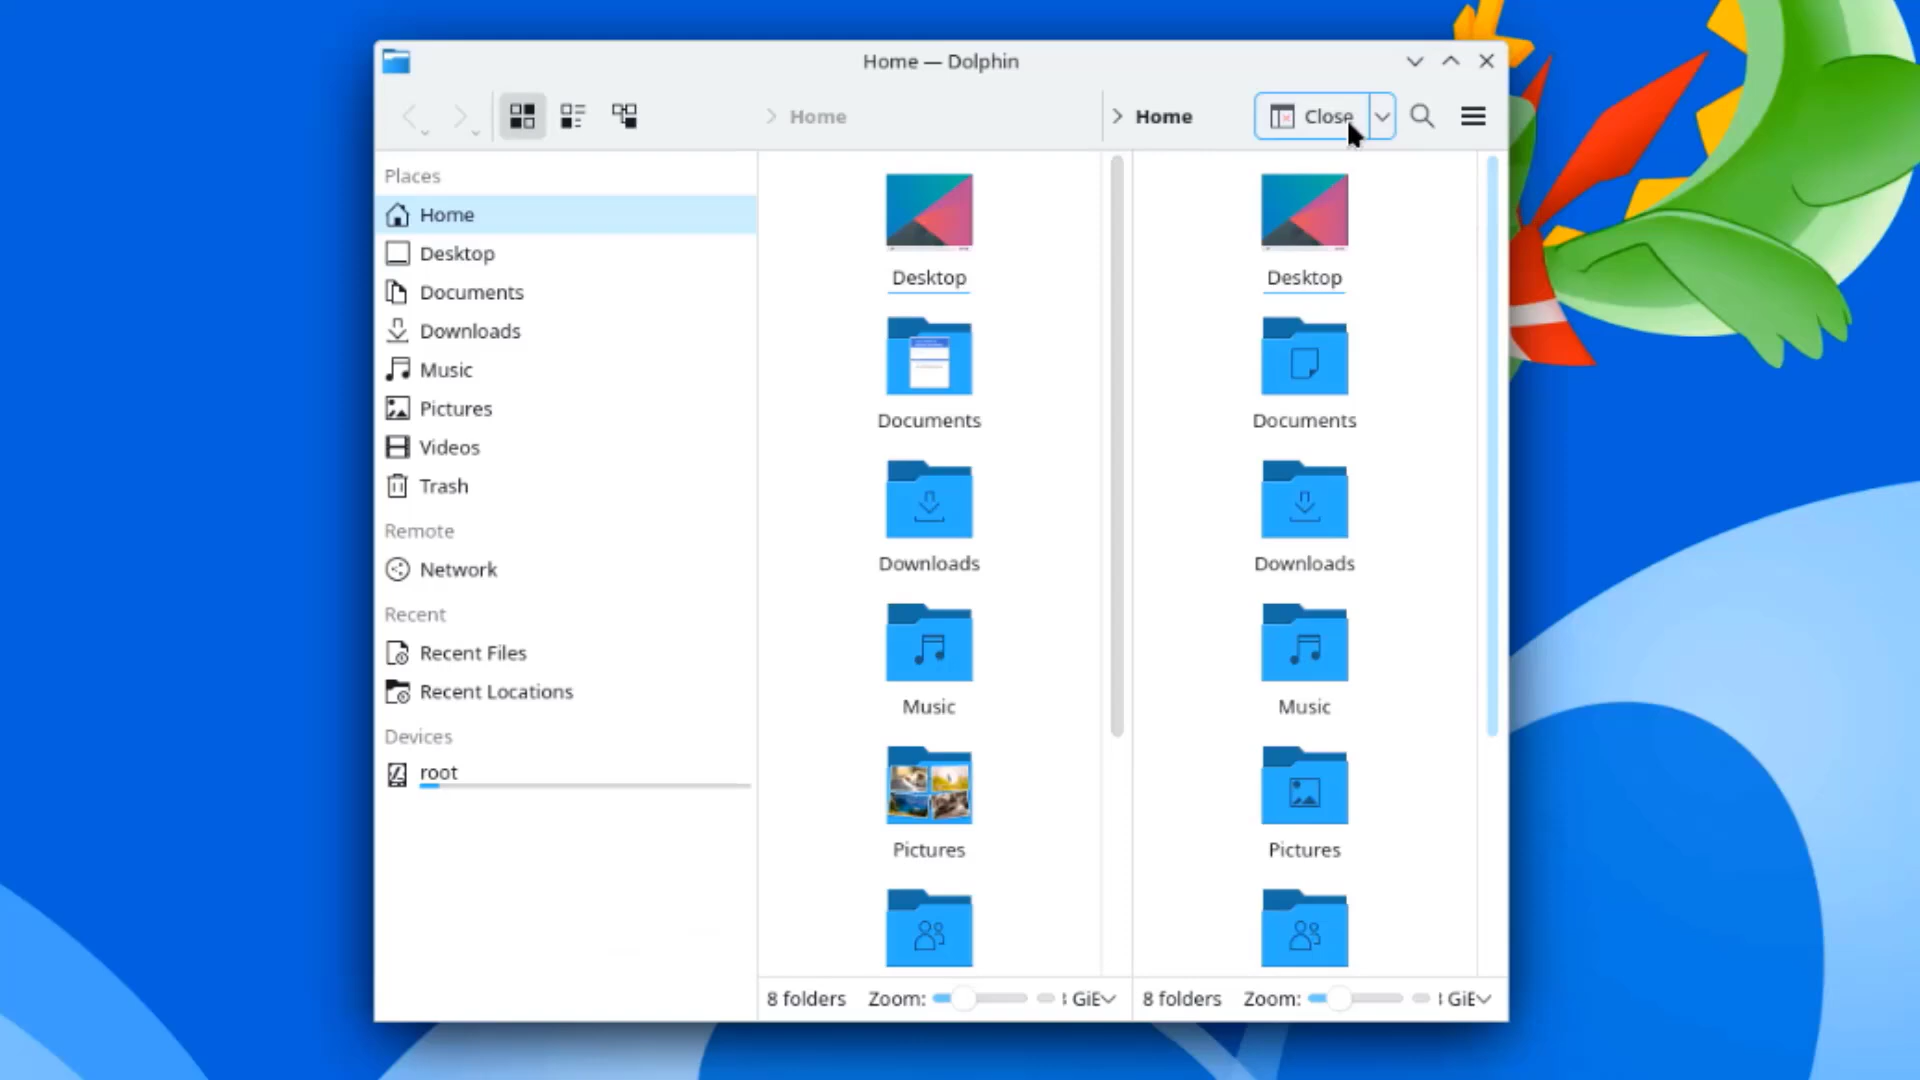 Home — Dolphin
Home
Home
Close
Places
Home
Desktop
Documents
Downloads
Music
Pictures
Videos
Trash
Remote
Network
Recent
Recent Files
Recent Locations
Devices
root
Desktop
Documents
Downloads
Music
Pictures
8 folders Zoom: GiE
Desktop
Documents
Downloads
Music
Pictures
8 folders Zoom: GiE